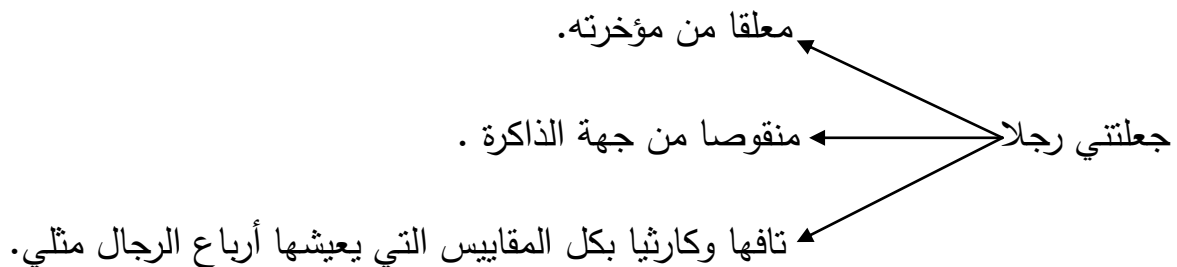 معلقا من مؤخرته.
جعلتني رجلا منقوصا من جهة الذاكرة .
تافها وكارثيا بكل المقاييس التي يعيشها أرباع الرجال مثلي.